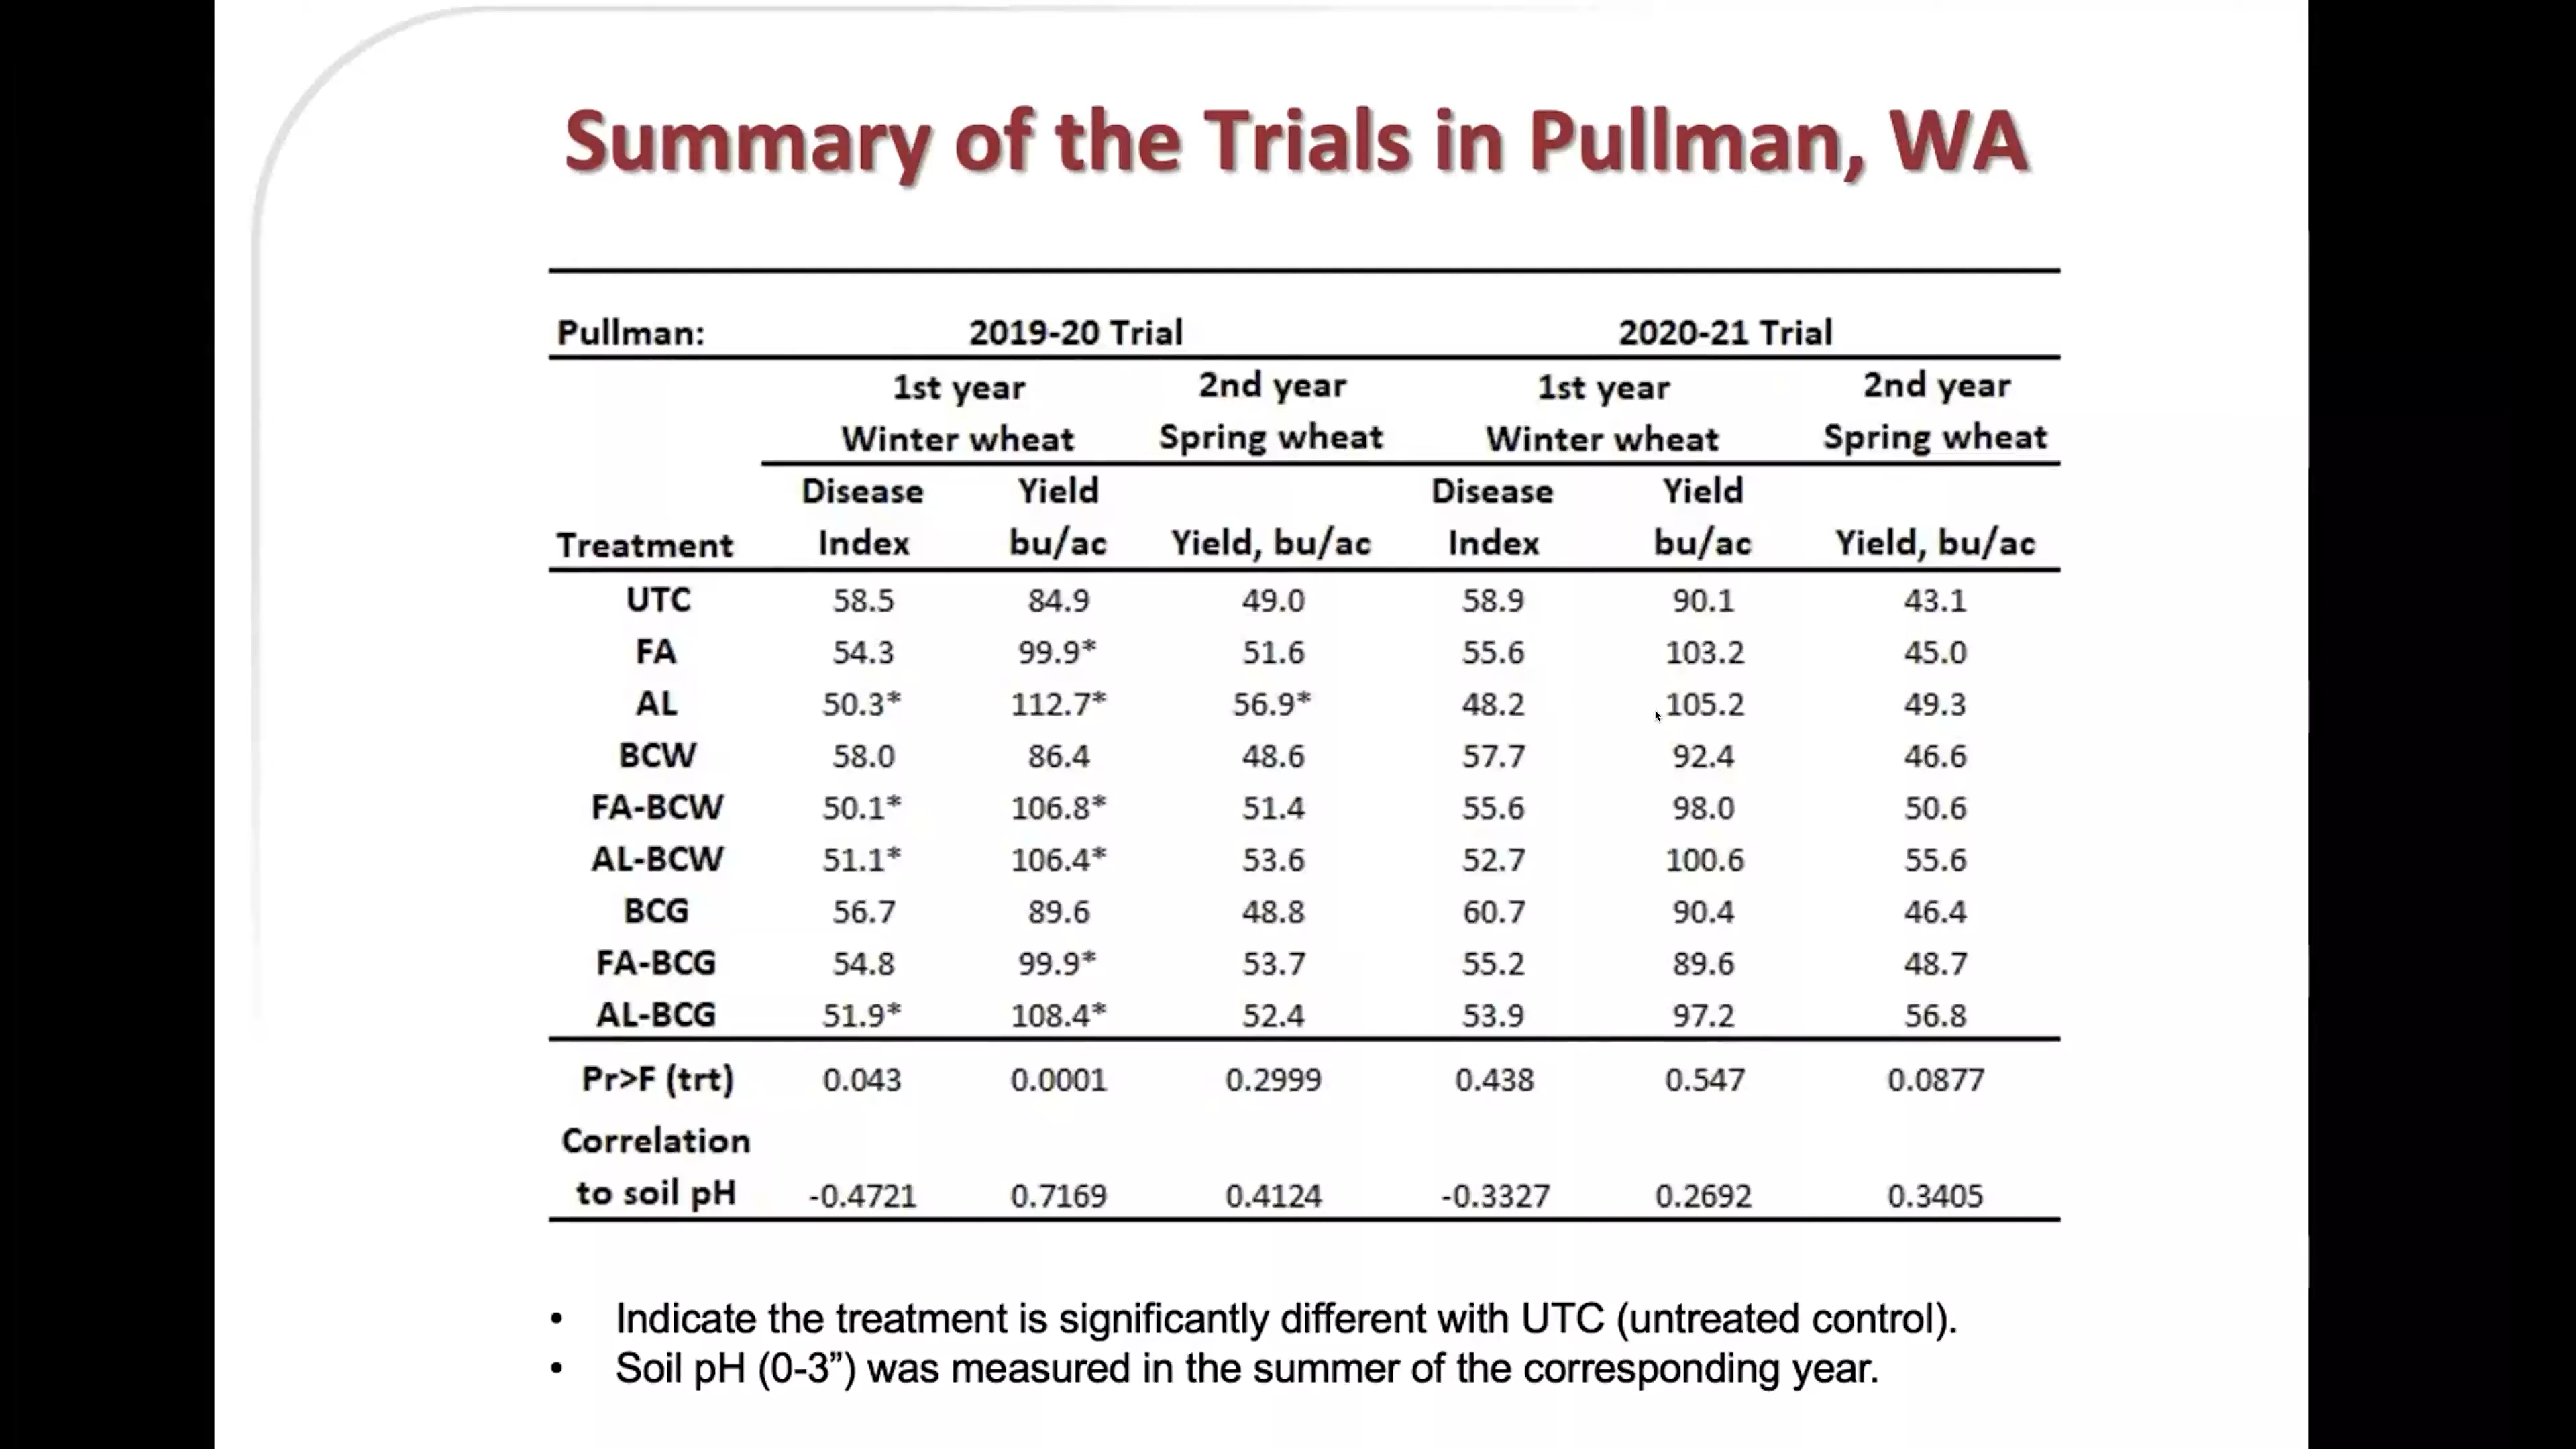 Summary of the Trials in Pullman, WA
Pullman: 2019-20 Trial 2020-21 Trial
1st year 2nd year 1st year 2nd year
Winter wheat Spring wheat Winter wheat Spring wheat
Disease Yield Disease Yield
Treatment Index bu/ac Yield, bu/ac Index bu/ac Yield, bu/ac
UTC 58.5 84.9 49.0 58.9 90.1 43.1
FA 54.3 99.9* 51.6 55.6 103.2 45.0
AL 50.3* 112.7* 56.9* 48.2 105.2 49.3
BCW 58.0 86.4 48.6 57.7 92.4 46.6
FA-BCW 50.1* 106.8* 51.4 55.6 98.0 50.6
AL-BCW 51.1* 106.4* 53.6 52.7 100.6 55.6
BCG 56.7 89.6 48.8 60.7 90.4 46.4
FA-BCG 54.8 99.9* 53.7 55.2 89.6 48.7
AL-BCG 51.9* 108.4* 52.4 53.9 97.2 56.8
Pr>F (trt) 0.043 0.0001 0.2999 0.438 0.547 0.0877
Correlation
to soil pH -0.4721 0.7169 0.4124 -0.3327 0.2692 0.3405
• Indicate the treatment is significantly different with UTC (untreated control).
• Soil pH (0-3”) was measured in the summer of the corresponding year.